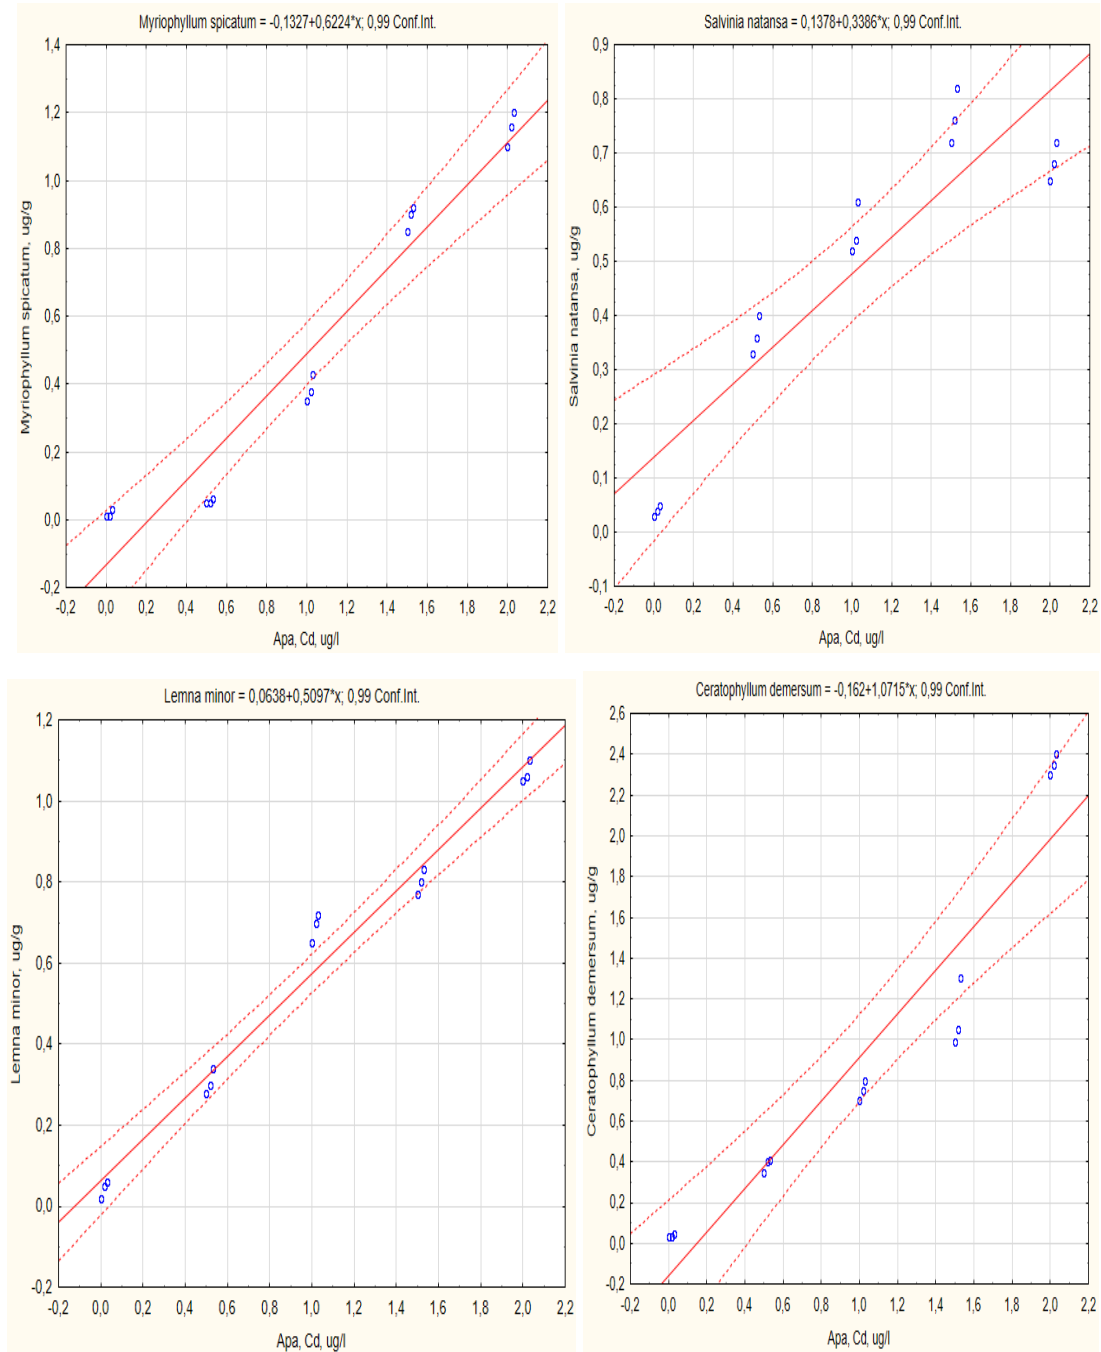 Myriophyllum spicatum = -0,1327+0,6224*x; 0,99 Conf.Int.
1,4
1,2
1,0
0,8
0,6
0,4
0,2
0,0
-0,2
Myriophyllum spicatum, ug/g
-0,2 0,0 0,2 0,4 0,6 0,8 1,0 1,2 1,4 1,6 1,8 2,0 2,2
Apa, Cd, ug/l
Salvinia natansa = 0,1378+0,3386*x; 0,99 Conf.Int.
0,9
0,8
0,7
0,6
0,5
0,4
0,3
0,2
0,1
0,0
-0,1
Salvinia natansa, ug/g
-0,2 0,0 0,2 0,4 0,6 0,8 1,0 1,2 1,4 1,6 1,8 2,0 2,2
Apa, Cd, ug/l
Lemna minor = 0,0638+0,5097*x; 0,99 Conf.Int.
1,2
1,0
0,8
0,6
0,4
0,2
0,0
-0,2
Lemna minor, ug/g
-0,2 0,0 0,2 0,4 0,6 0,8 1,0 1,2 1,4 1,6 1,8 2,0 2,2
Apa, Cd, ug/l
Ceratophyllum demersum = -0,162+1,0715*x; 0,99 Conf.Int.
2,6
2,4
2,2
2,0
1,8
1,6
1,4
1,2
1,0
0,8
0,6
0,4
0,2
0,0
-0,2
Ceratophyllum demersum, ug/g
-0,2 0,0 0,2 0,4 0,6 0,8 1,0 1,2 1,4 1,6 1,8 2,0 2,2
Apa, Cd, ug/l